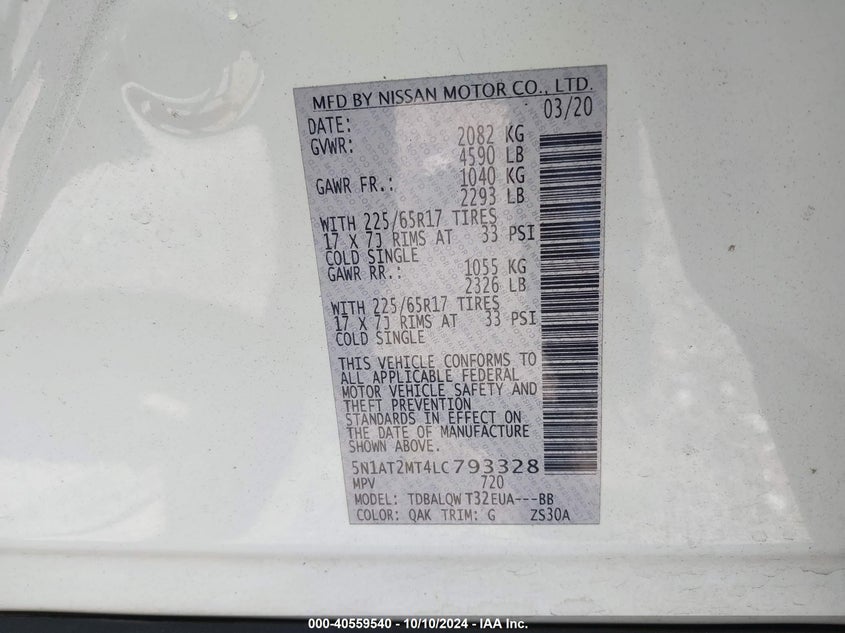 MFD BY NISSAN MOTOR CO., LTD.
DATE: 03/20
GVWR: 2082 KG
4590 LB
GAWR FR.: 1040 KG
2293 LB
WITH 225/65R17 TIRES
17 X 7J RIMS AT 33 PSI
COLD SINGLE
GAWR RR.: 1055 KG
2326 LB
WITH 225/65R17 TIRES
17 X 7J RIMS AT 33 PSI
COLD SINGLE
THIS VEHICLE CONFORMS TO
ALL APPLICABLE FEDERAL
MOTOR VEHICLE SAFETY AND
THEFT PREVENTION
STANDARDS IN EFFECT ON
THE DATE OF MANUFACTURE
SHOWN ABOVE.
5N1AT2MT4LC793328
MPV 720
MODEL: TDBALQW T32EUA---BB
COLOR: QAK TRIM: G ZS30A
000-40559540 - 10/10/2024 - IAA Inc.